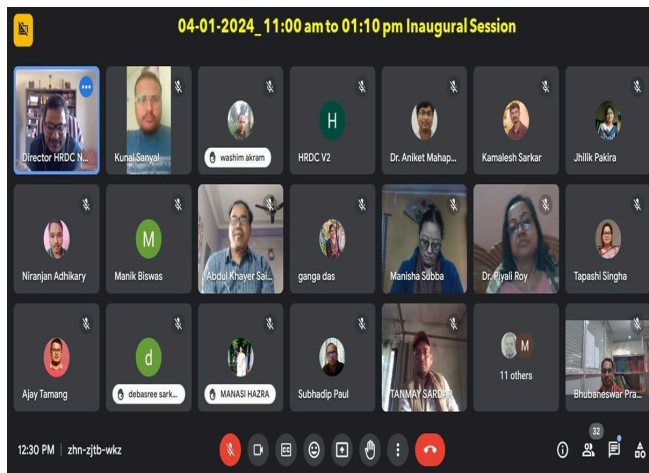 04-01-2024_11:00 am to 01:10 pm Inaugural Session
Director HRDC N...
Kunal Sanyal
washim akram
HRDC V2
Dr. Aniket Mahap...
Kamalesh Sarkar
Jhilik Pakira
H
Niranjan Adhikary
Manik Biswas
Abdul Khayer Sai...
ganga das
Manisha Subba
Dr. Piyali Roy
Tapashi Singha
M
Ajay Tamang
debasree sark...
MANASI HAZRA
Subhadip Paul
TANMAY SARDAR
11 others
Bhubaneswar Pra...
d
M
12:30 PM | zhn-zjtb-wkz
32